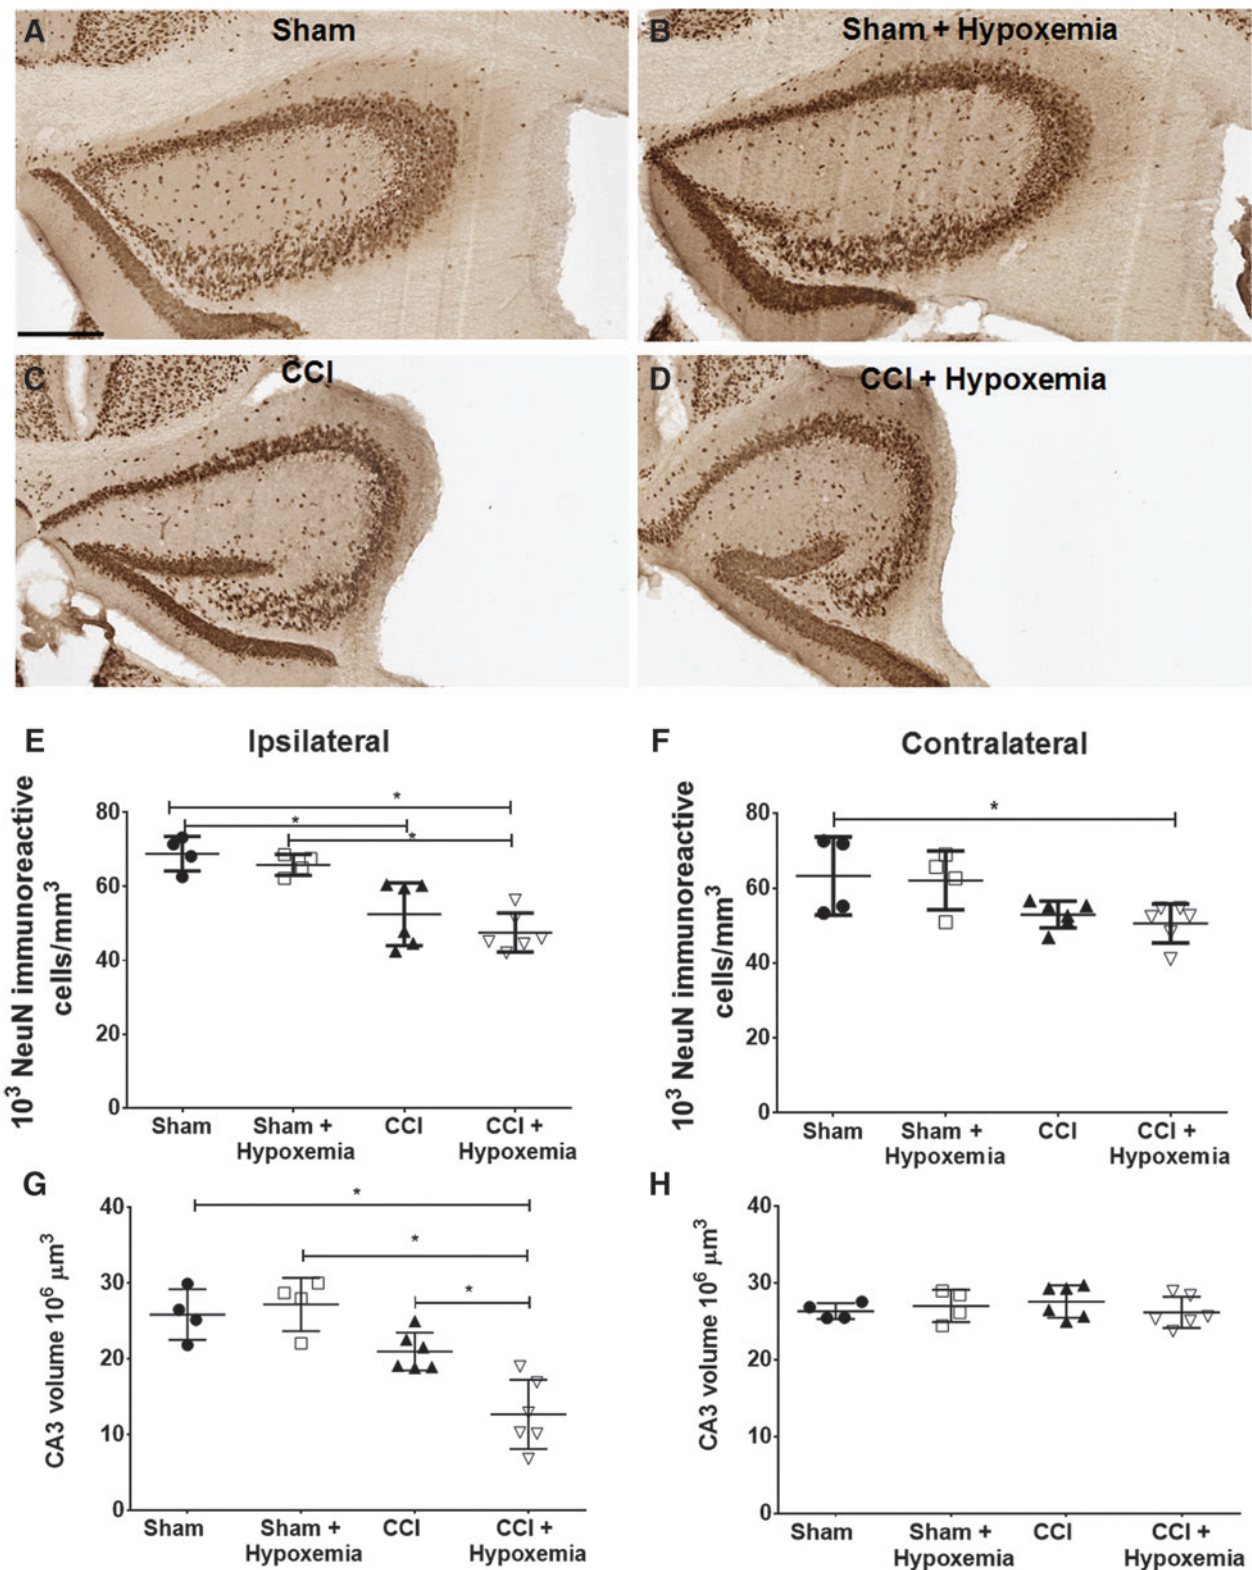 A
Sham
B
Sham + Hypoxemia
C
CCI
D
CCI + Hypoxemia
E
Ipsilateral
10³ NeuN immunoreactive
cells/mm³
80
60
40
20
0
*
*
*
Sham
Sham +
Hypoxemia
CCI
CCI +
Hypoxemia
F
Contralateral
10³ NeuN immunoreactive
cells/mm³
80
60
40
20
0
*
Sham
Sham +
Hypoxemia
CCI
CCI +
Hypoxemia
G
CA3 volume 10⁶ µm³
40
30
20
10
0
*
*
*
Sham
Sham +
Hypoxemia
CCI
CCI +
Hypoxemia
H
CA3 volume 10⁶ µm³
40
30
20
10
0
Sham
Sham +
Hypoxemia
CCI
CCI +
Hypoxemia